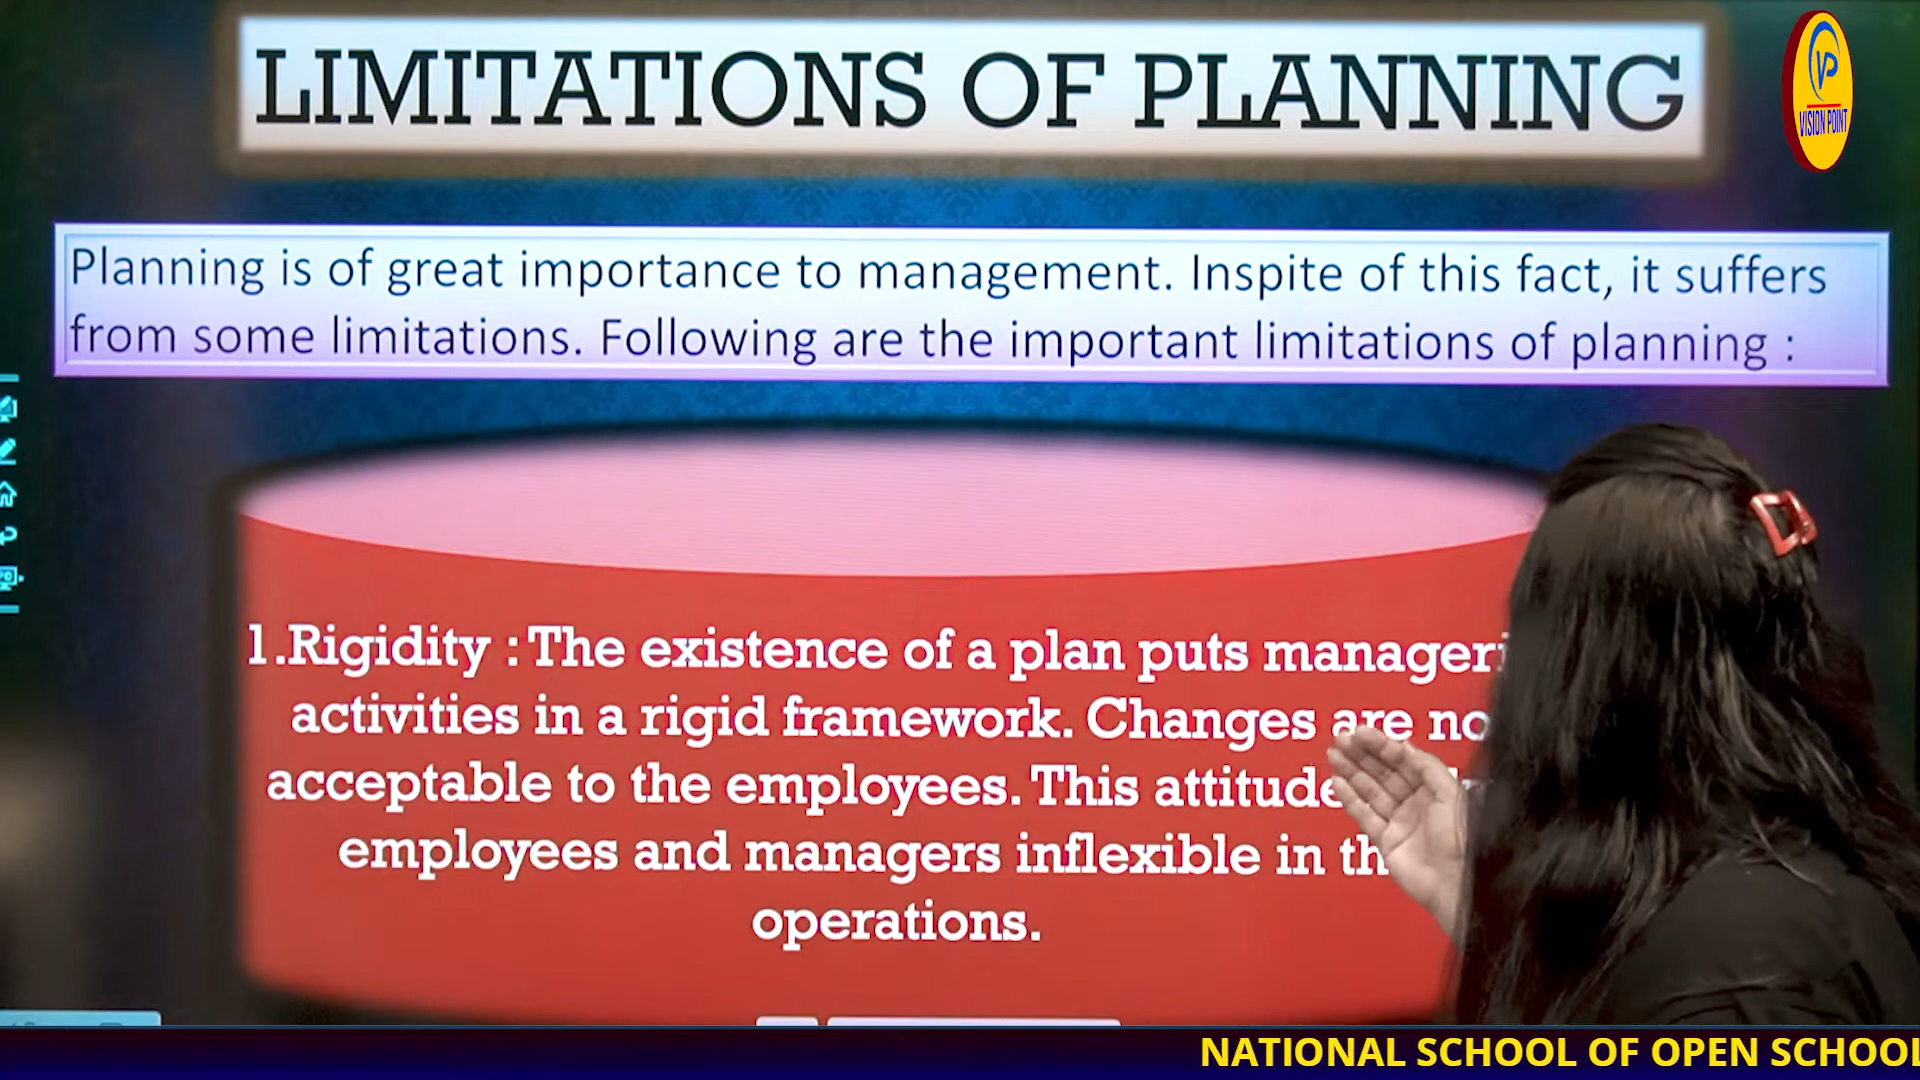 LIMITATIONS OF PLANNING
VP
VISION POINT
Planning is of great importance to management. Inspite of this fact, it suffers
from some limitations. Following are the important limitations of planning :
1.Rigidity : The existence of a plan puts
activities in a rigid framework. Changes are
acceptable to the employees. This attitude
employees and managers inflexible in
operations.
NATIONAL SCHOOL OF OPEN